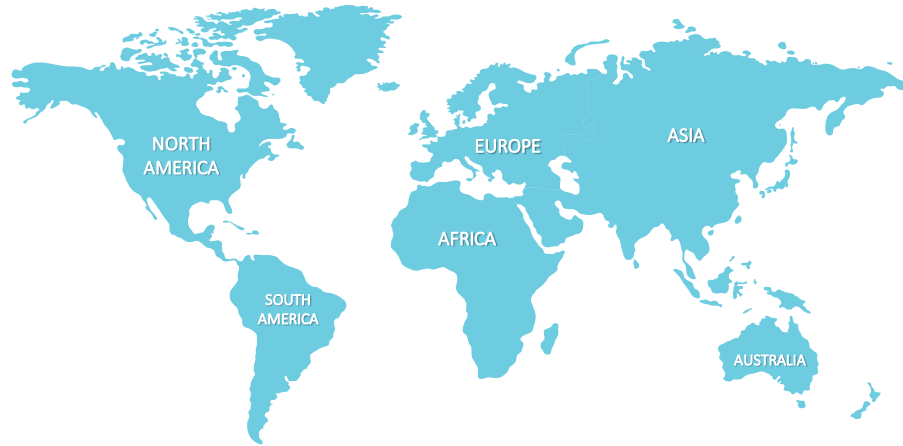 NORTH
AMERICA
EUROPE
ASIA
AFRICA
SOUTH
AMERICA
AUSTRALIA